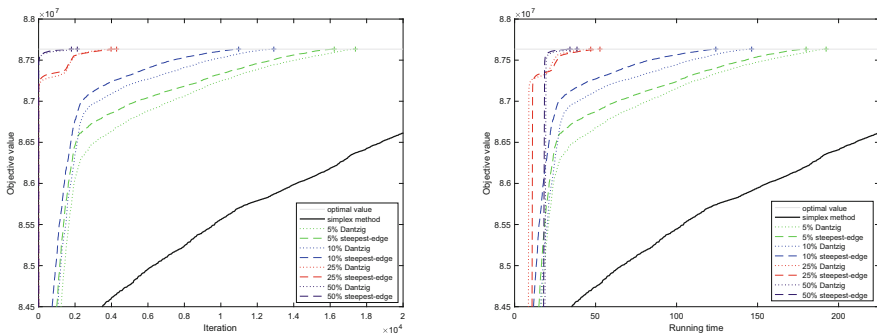 8.8
×10⁷
8.75
8.7
8.65
8.6
8.55
8.5
8.45
Objective value
0
0.2
0.4
0.6
0.8
1
1.2
1.4
1.6
1.8
2
Iteration
×10⁴
optimal value
simplex method
5% Dantzig
5% steepest-edge
10% Dantzig
10% steepest-edge
25% Dantzig
25% steepest-edge
50% Dantzig
50% steepest-edge
8.8
×10⁷
8.75
8.7
8.65
8.6
8.55
8.5
8.45
Objective value
0
50
100
150
200
Running time
optimal value
simplex method
5% Dantzig
5% steepest-edge
10% Dantzig
10% steepest-edge
25% Dantzig
25% steepest-edge
50% Dantzig
50% steepest-edge